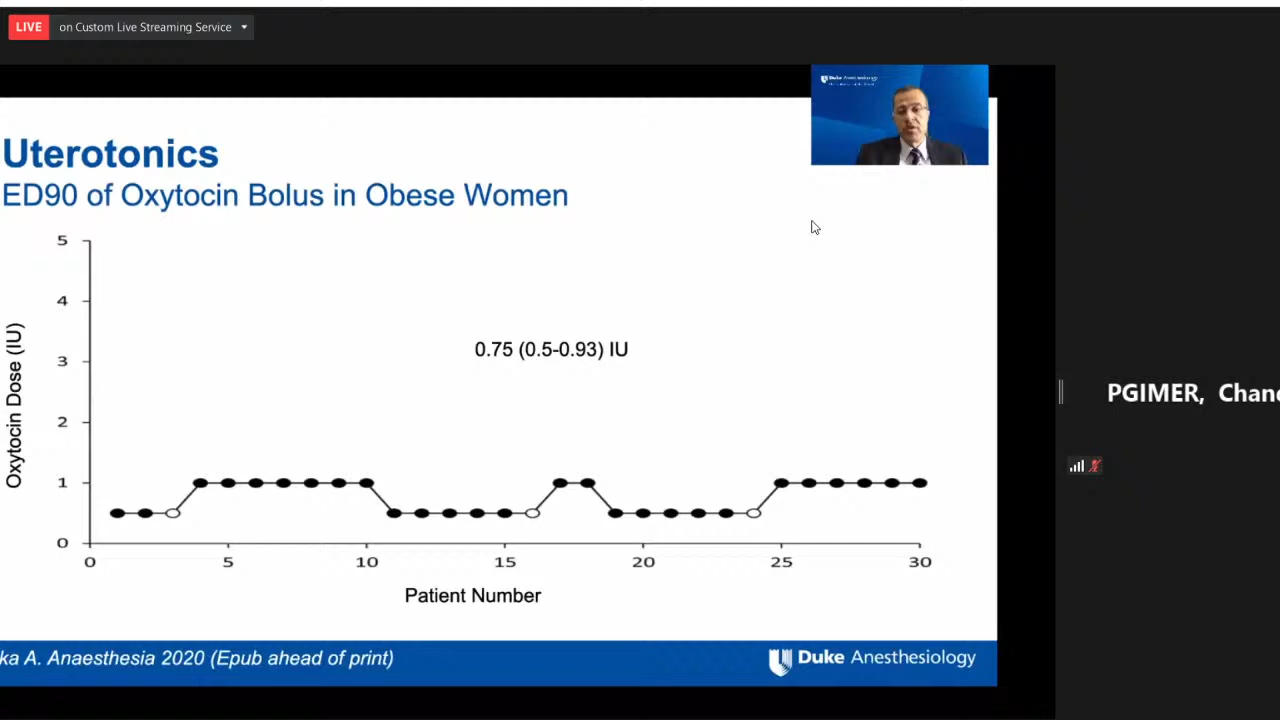 LIVE on Custom Live Streaming Service
Duke Anesthesiology
Uterotonics
ED90 of Oxytocin Bolus in Obese Women
5
4
3
2
1
0
Oxytocin Dose (IU)
0.75 (0.5-0.93) IU
0 5 10 15 20 25 30
Patient Number
PGIMER, Chan
ka A. Anaesthesia 2020 (Epub ahead of print)
Duke Anesthesiology